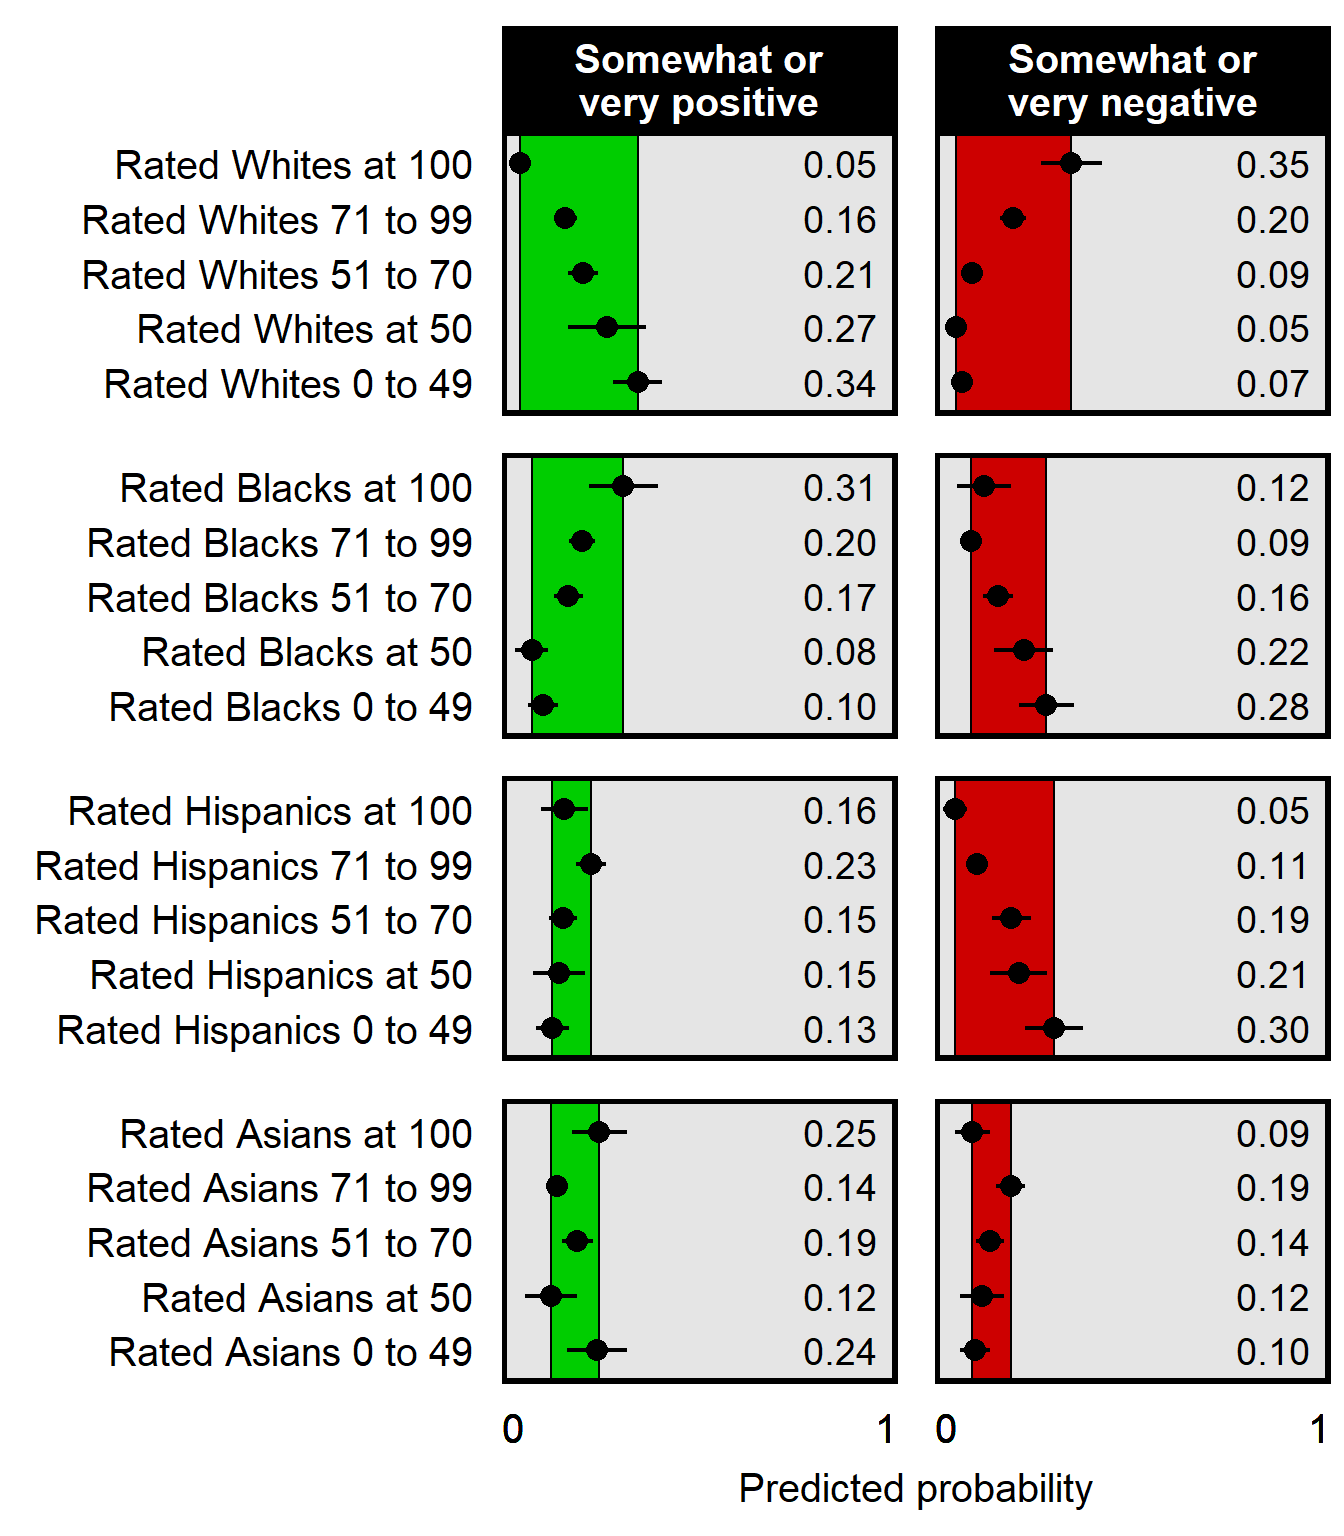 Somewhat or
very positive
Somewhat or
very negative
Rated Whites at 100 0.05 0.35
Rated Whites 71 to 99 0.16 0.20
Rated Whites 51 to 70 0.21 0.09
Rated Whites at 50 0.27 0.05
Rated Whites 0 to 49 0.34 0.07
Rated Blacks at 100 0.31 0.12
Rated Blacks 71 to 99 0.20 0.09
Rated Blacks 51 to 70 0.17 0.16
Rated Blacks at 50 0.08 0.22
Rated Blacks 0 to 49 0.10 0.28
Rated Hispanics at 100 0.16 0.05
Rated Hispanics 71 to 99 0.23 0.11
Rated Hispanics 51 to 70 0.15 0.19
Rated Hispanics at 50 0.15 0.21
Rated Hispanics 0 to 49 0.13 0.30
Rated Asians at 100 0.25 0.09
Rated Asians 71 to 99 0.14 0.19
Rated Asians 51 to 70 0.19 0.14
Rated Asians at 50 0.12 0.12
Rated Asians 0 to 49 0.24 0.10
0 1 0 1
Predicted probability